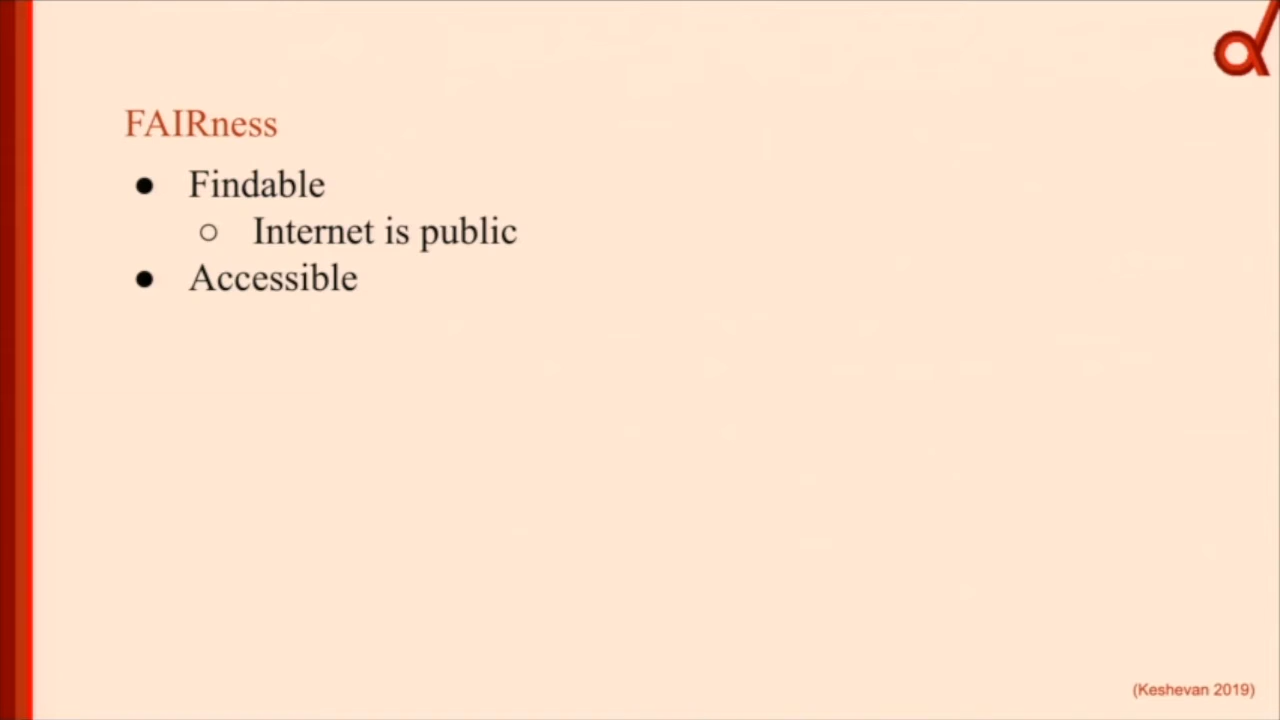 FAIRness
● Findable
○ Internet is public
● Accessible
(Keshevan 2019)